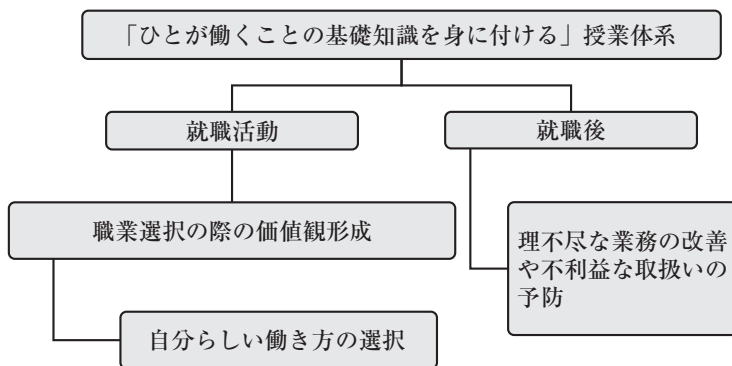 「ひとが働くことの基礎知識を身に付ける」授業体系
就職活動
就職後
職業選択の際の価値観形成
理不尽な業務の改善
や不利益な取扱いの
予防
自分らしい働き方の選択